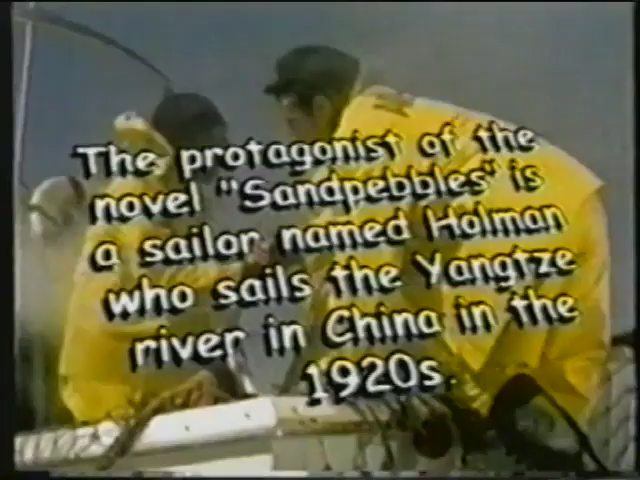 The protagonist of the
novel "Sandpebbles" is
a sailor named Holman
who sails the Yangtze
river in China in the
1920s.